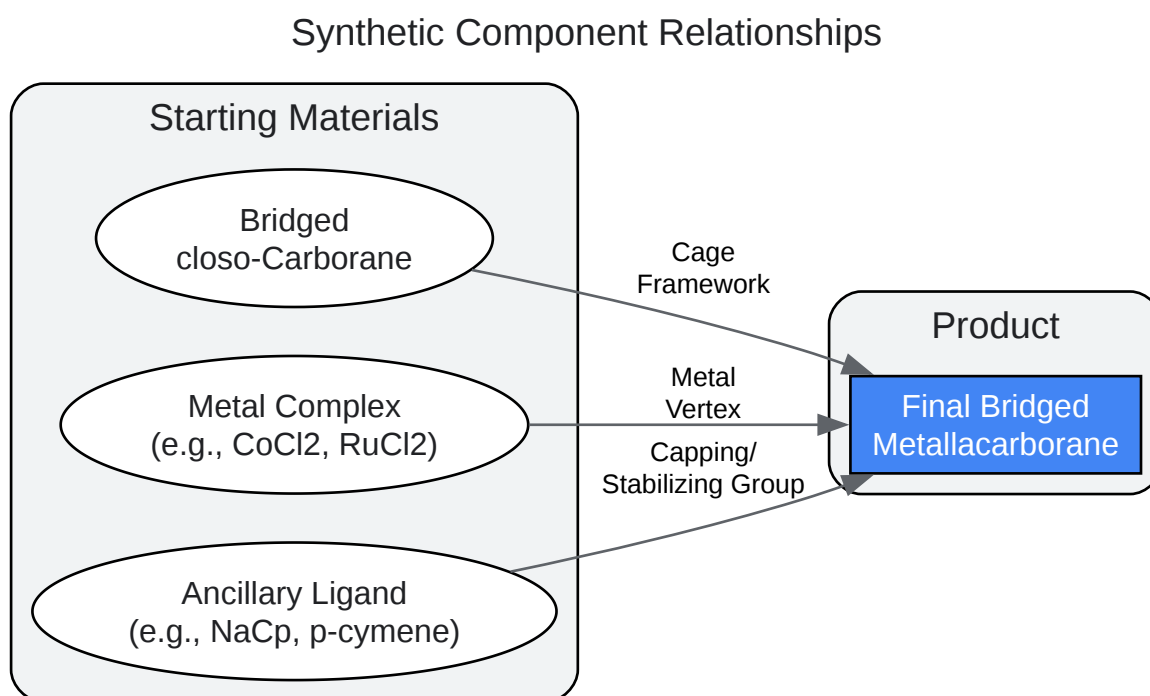 Synthetic Component Relationships
Starting Materials
Bridged
closo-Carborane
Metal Complex
(e.g., CoCl2, RuCl2)
Ancillary Ligand
(e.g., NaCp, p-cymene)
Cage
Framework
Metal
Vertex
Capping/
Stabilizing Group
Product
Final Bridged
Metallacarborane